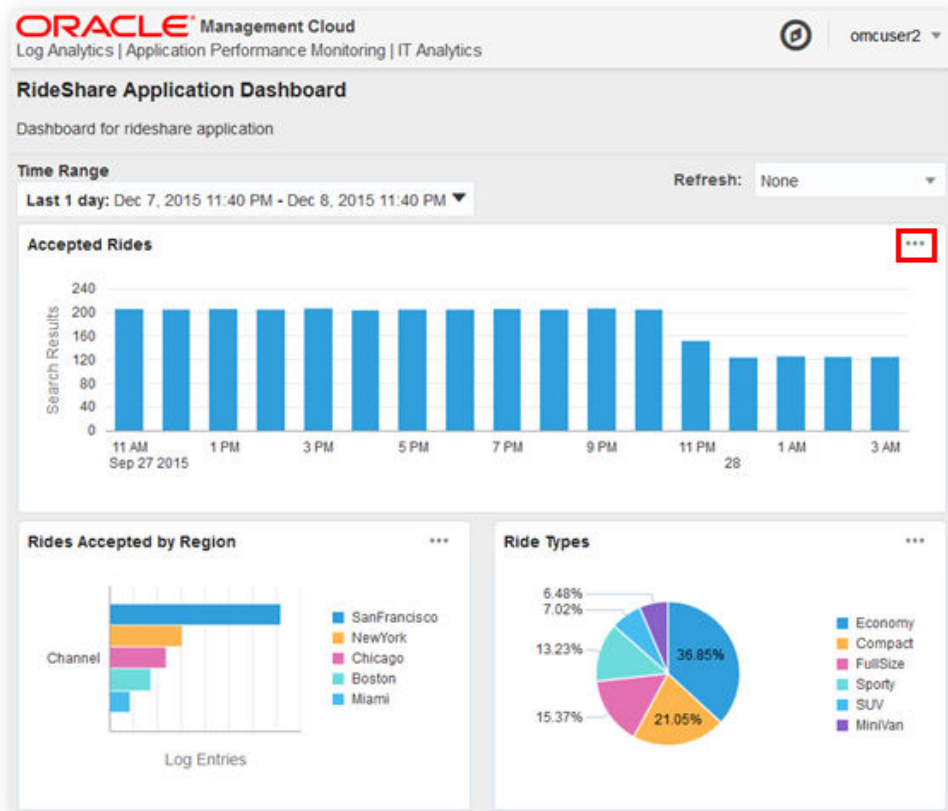 ORACLE Management Cloud
Log Analytics | Application Performance Monitoring | IT Analytics
omcuser2
RideShare Application Dashboard
Dashboard for rideshare application
Time Range
Last 1 day: Dec 7, 2015 11:40 PM - Dec 8, 2015 11:40 PM
Refresh: None
Accepted Rides
...
Search Results
240
200
160
120
80
40
0
11 AM 1 PM 3 PM 5 PM 7 PM 9 PM 11 PM 1 AM 3 AM
Sep 27 2015 28
Rides Accepted by Region
...
Channel
SanFrancisco
NewYork
Chicago
Boston
Miami
Log Entries
Ride Types
...
6.48%
7.02%
13.23%
15.37%
36.85%
21.05%
Economy
Compact
FullSize
Sporty
SUV
MiniVan